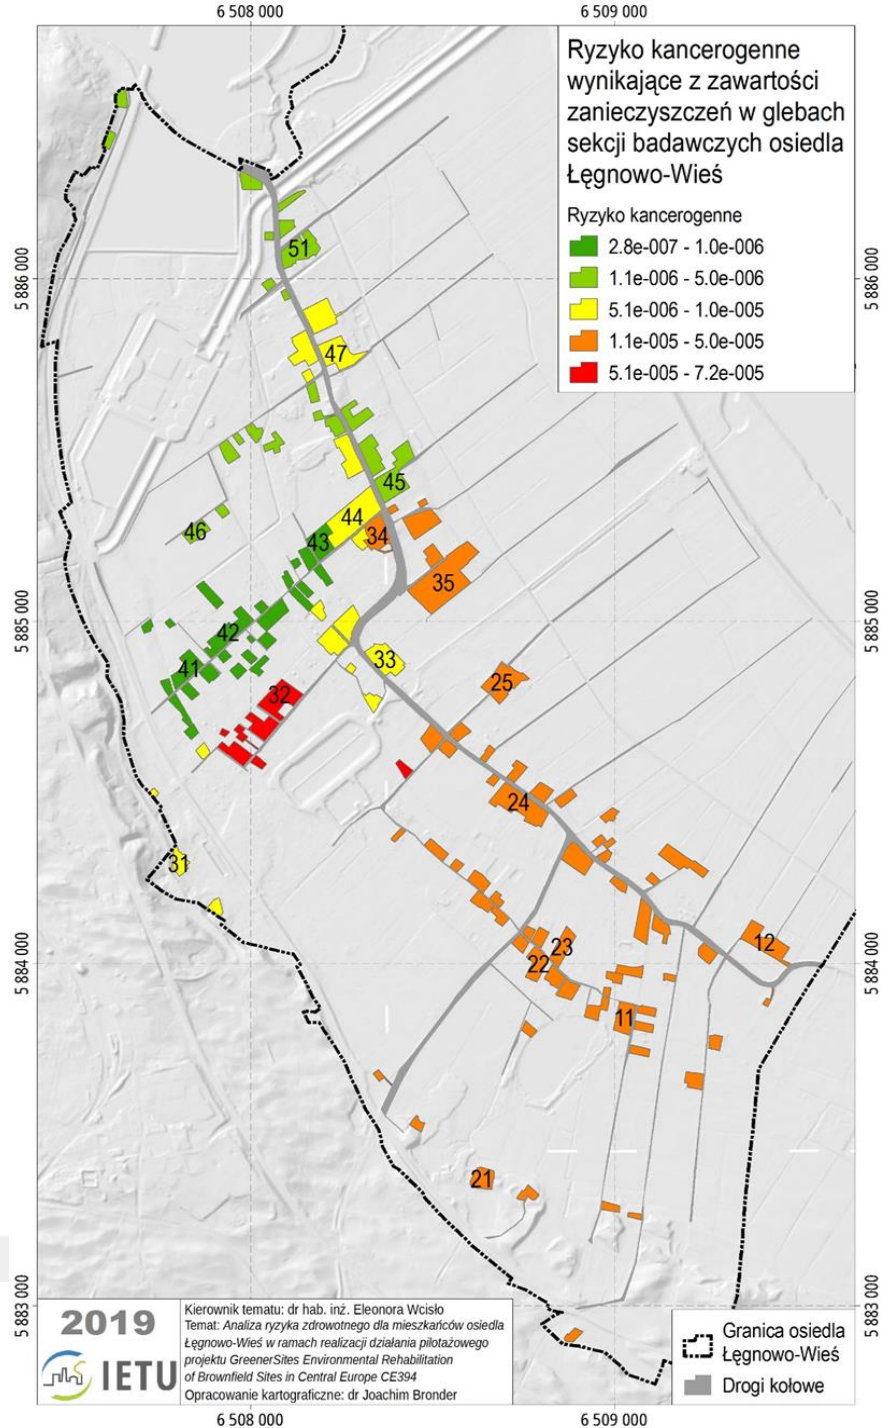 6 508 000
6 509 000
Ryzyko kancerogenne
wynikające z zawartości
zanieczyszczeń w glebach
sekcji badawczych osiedla
Łęgnowo-Wieś
Ryzyko kancerogenne
2.8e-007 - 1.0e-006
1.1e-006 - 5.0e-006
5.1e-006 - 1.0e-005
1.1e-005 - 5.0e-005
5.1e-005 - 7.2e-005
5 886 000
5 886 000
51
47
45
44
46
34
43
35
5 885 000
5 885 000
42
33
41
25
32
24
31
12
23
22
5 884 000
5 884 000
11
21
5 883 000
5 883 000
2019
IETU
Kierownik tematu: dr hab. inż. Eleonora Wcisło
Temat: Analiza ryzyka zdrowotnego dla mieszkańców osiedla
Łęgnowo-Wieś w ramach realizacji działania pilotażowego
projektu GreenerSites Environmental Rehabilitation
of Brownfield Sites in Central Europe CE394
Opracowanie kartograficzne: dr Joachim Bronder
Granica osiedla
Łęgnowo-Wieś
Drogi kołowe
6 508 000
6 509 000